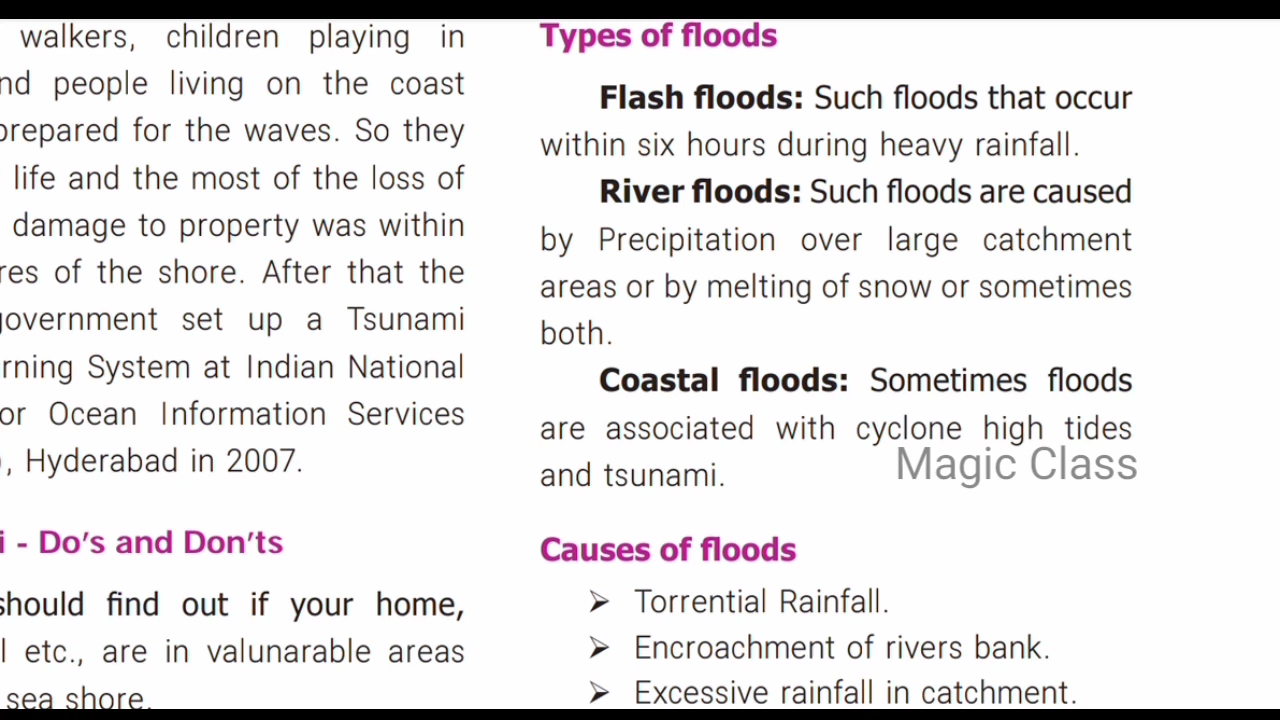 walkers, children playing in
people living on the coast
prepared for the waves. So they
life and the most of the loss of
damage to property was within
of the shore. After that the
government set up a Tsunami
System at Indian National
Ocean Information Services
, Hyderabad in 2007.
- Do's and Don'ts
should find out if your home,
etc., are in valunarable areas
sea shore.
Types of floods
Flash floods: Such floods that occur
within six hours during heavy rainfall.
River floods: Such floods are caused
by Precipitation over large catchment
areas or by melting of snow or sometimes
both.
Coastal floods: Sometimes floods
are associated with cyclone high tides
and tsunami.
Magic Class
Causes of floods
➢ Torrential Rainfall.
➢ Encroachment of rivers bank.
➢ Excessive rainfall in catchment.